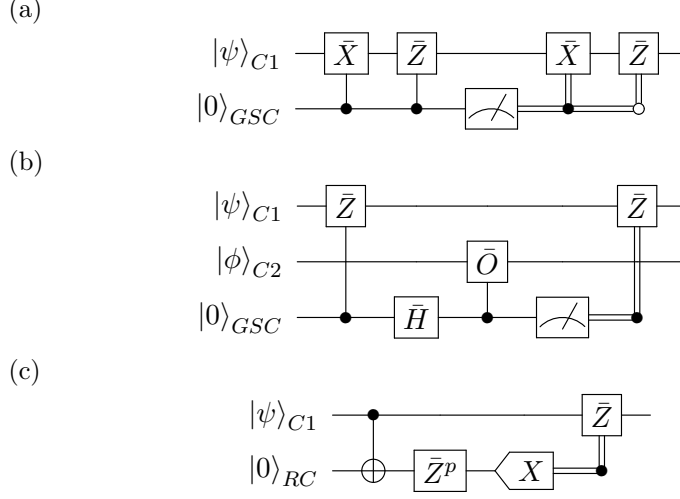 (a)
|ψ⟩_{C1} X̄ Z̄ X̄ Z̄
|0⟩_{GSC}
(b)
|ψ⟩_{C1} Z̄ Z̄
|ϕ⟩_{C2} Ō
|0⟩_{GSC} H̄
(c)
|ψ⟩_{C1} Z̄
|0⟩_{RC} Z̄^p X